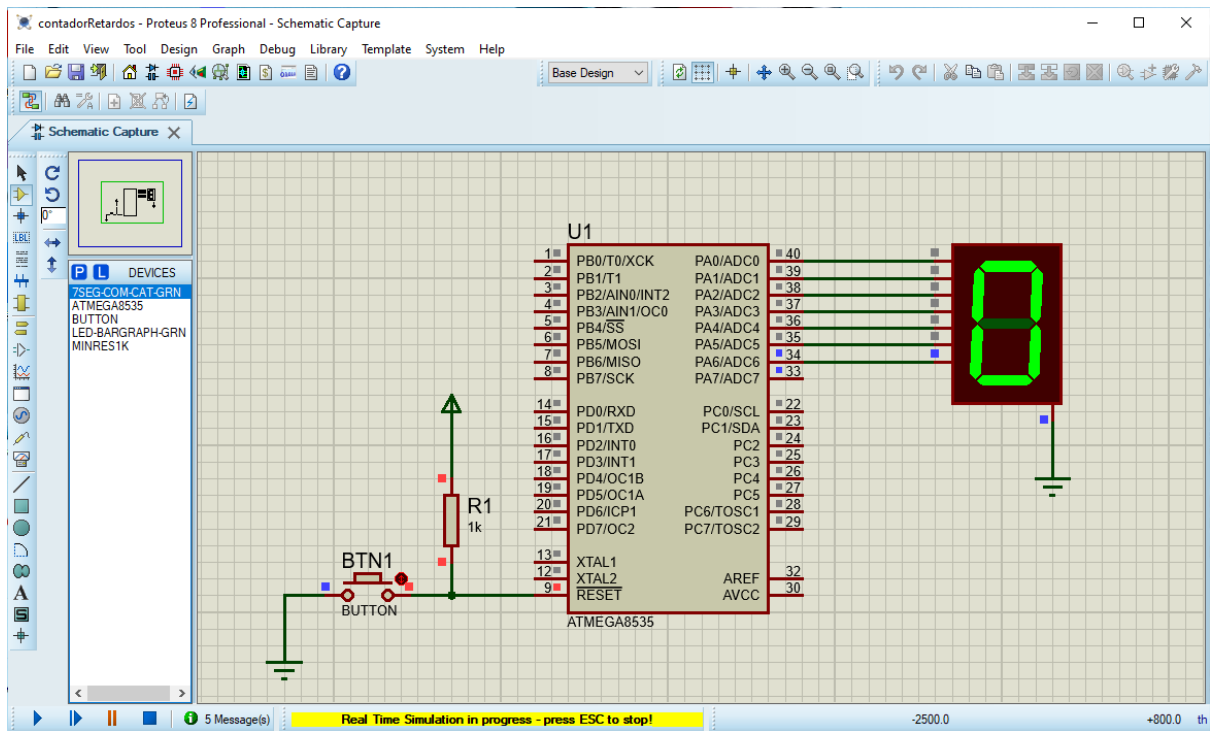 contadorRetardos - Proteus 8 Professional - Schematic Capture
File Edit View Tool Design Graph Debug Library Template System Help
Base Design
Schematic Capture
0°
LBL
A
S
P L DEVICES
7SEG-COM-CAT-GRN
ATMEGA8535
BUTTON
LED-BARGRAPH-GRN
MINRES1K
U1
1 PB0/T0/XCK PA0/ADC0 40
2 PB1/T1 PA1/ADC1 39
3 PB2/AIN0/INT2 PA2/ADC2 38
4 PB3/AIN1/OC0 PA3/ADC3 37
5 PB4/SS PA4/ADC4 36
6 PB5/MOSI PA5/ADC5 35
7 PB6/MISO PA6/ADC6 34
8 PB7/SCK PA7/ADC7 33
14 PD0/RXD PC0/SCL 22
15 PD1/TXD PC1/SDA 23
16 PD2/INT0 PC2 24
17 PD3/INT1 PC3 25
18 PD4/OC1B PC4 26
19 PD5/OC1A PC5 27
20 PD6/ICP1 PC6/TOSC1 28
21 PD7/OC2 PC7/TOSC2 29
13 XTAL1
12 XTAL2 AREF 32
9 RESET AVCC 30
ATMEGA8535
0
R1
1k
BTN1
BUTTON
5 Message(s) Real Time Simulation in progress - press ESC to stop! -2500.0 +800.0 th